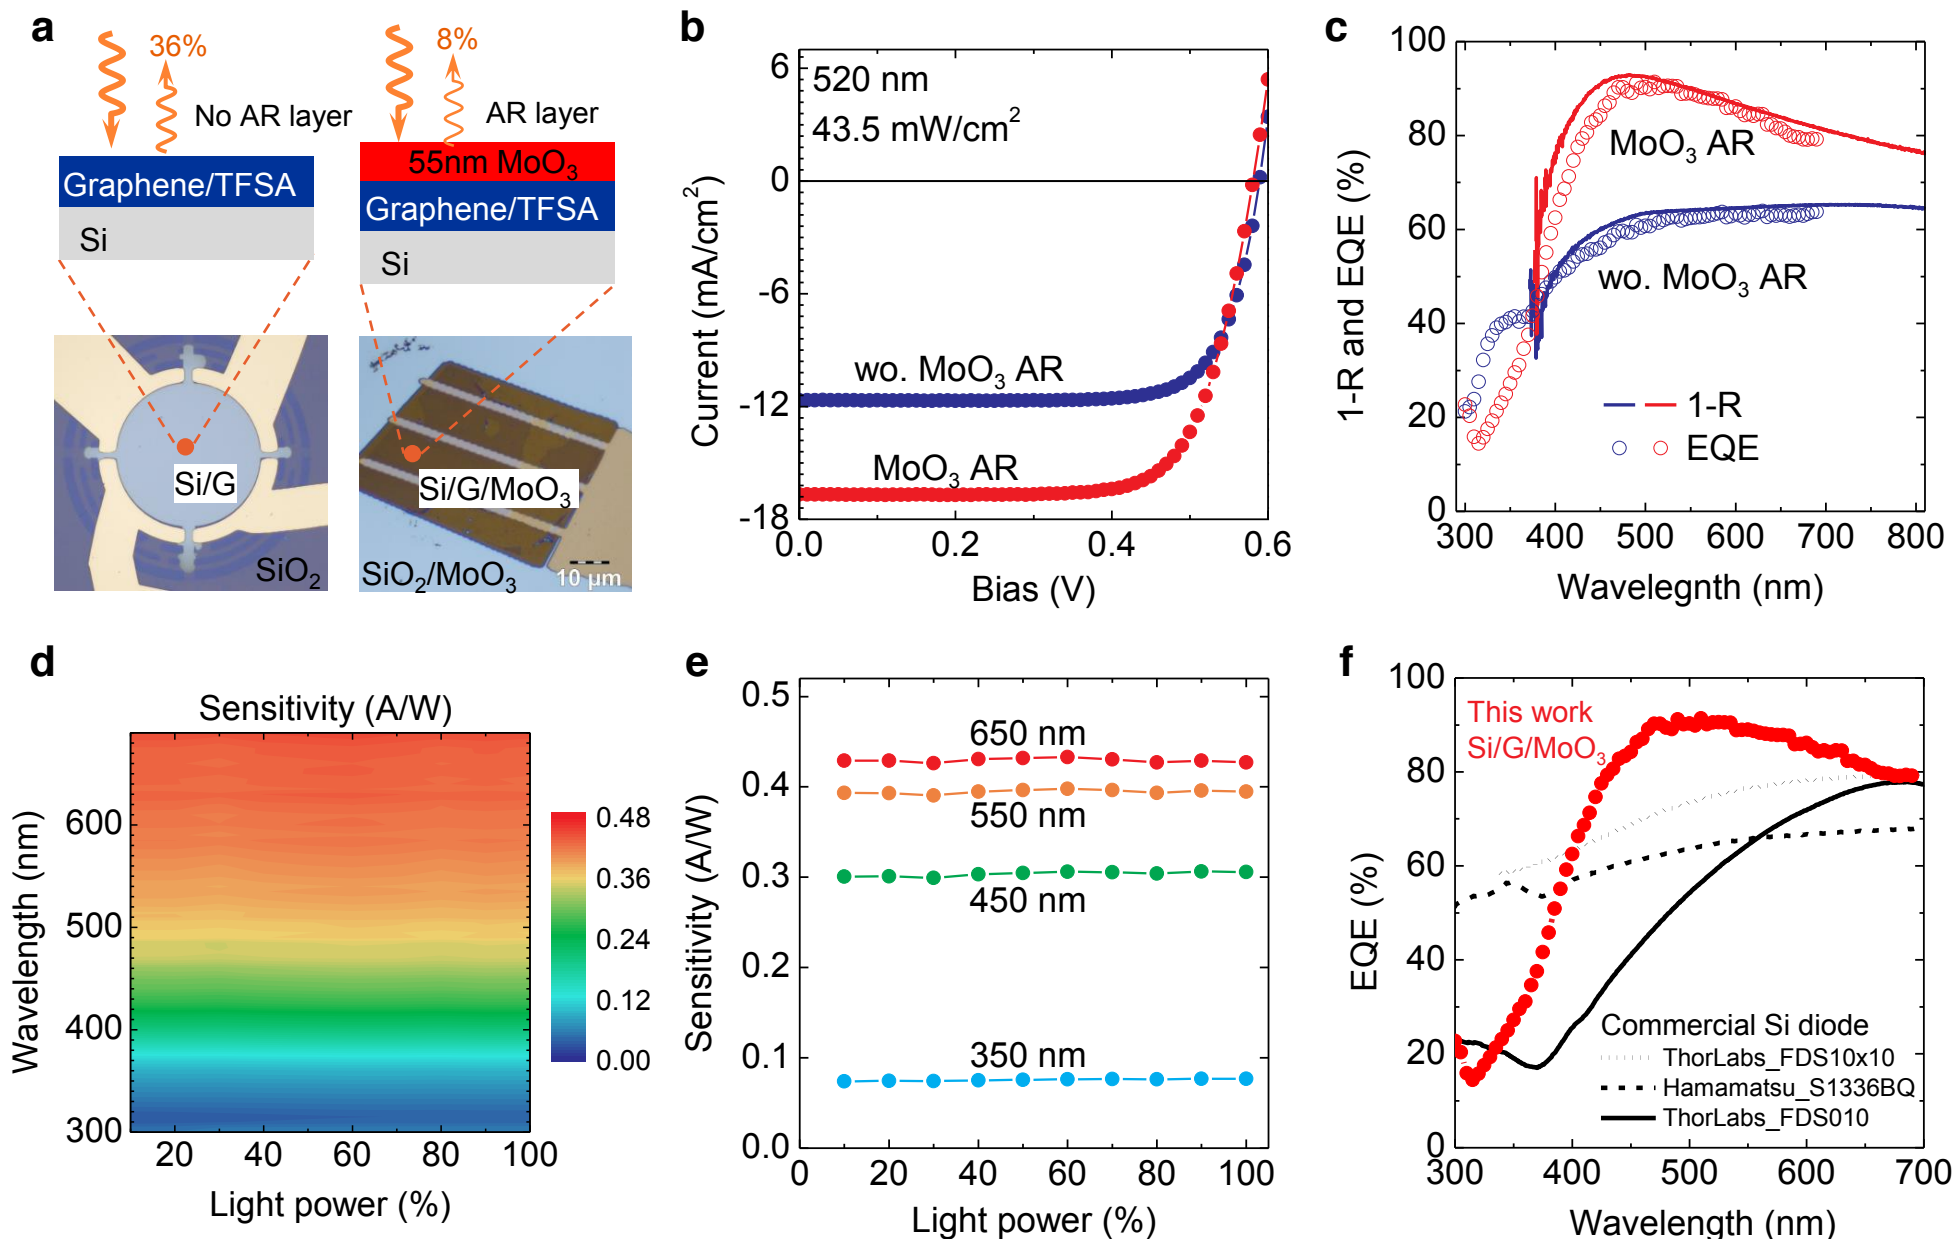 a
36%
No AR layer
Graphene/TFSA
Si
8%
AR layer
55nm MoO3
Graphene/TFSA
Si
Si/G
SiO2
Si/G/MoO3
SiO2/MoO3
10 µm
b
520 nm
43.5 mW/cm2
wo. MoO3 AR
MoO3 AR
6
0
-6
-12
-18
0.0 0.2 0.4 0.6
Current (mA/cm2)
Bias (V)
c
100
80
60
40
20
0
MoO3 AR
wo. MoO3 AR
1-R
EQE
300 400 500 600 700 800
1-R and EQE (%)
Wavelegnth (nm)
d
Sensitivity (A/W)
600
500
400
300
20 40 60 80 100
0.48
0.36
0.24
0.12
0.00
Wavelength (nm)
Light power (%)
e
0.5
0.4
0.3
0.2
0.1
0.0
650 nm
550 nm
450 nm
350 nm
0 20 40 60 80 100
Sensitivity (A/W)
Light power (%)
f
100
80
60
40
20
0
This work
Si/G/MoO3
Commercial Si diode
ThorLabs_FDS10x10
Hamamatsu_S1336BQ
ThorLabs_FDS010
300 400 500 600 700
EQE (%)
Wavelength (nm)